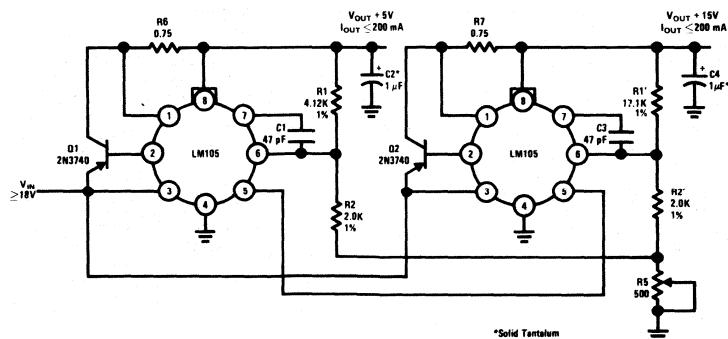 R6
0.75
VOUT + 5V
IOUT ≤ 200 mA
R7
0.75
VOUT + 15V
IOUT ≤ 200 mA
8
C2*
1 µF
+
R1
4.12K
1%
1
7
C1
47 pF
Q1
2N3740
2
LM105
6
3
5
4
VIN
≥18V
R2
2.0K
1%
8
C4
1µF*
+
R1'
17.1K
1%
1
7
C3
47 pF
Q2
2N3740
2
LM105
6
3
5
4
R2'
2.0K
1%
R5
500
*Solid Tantalum